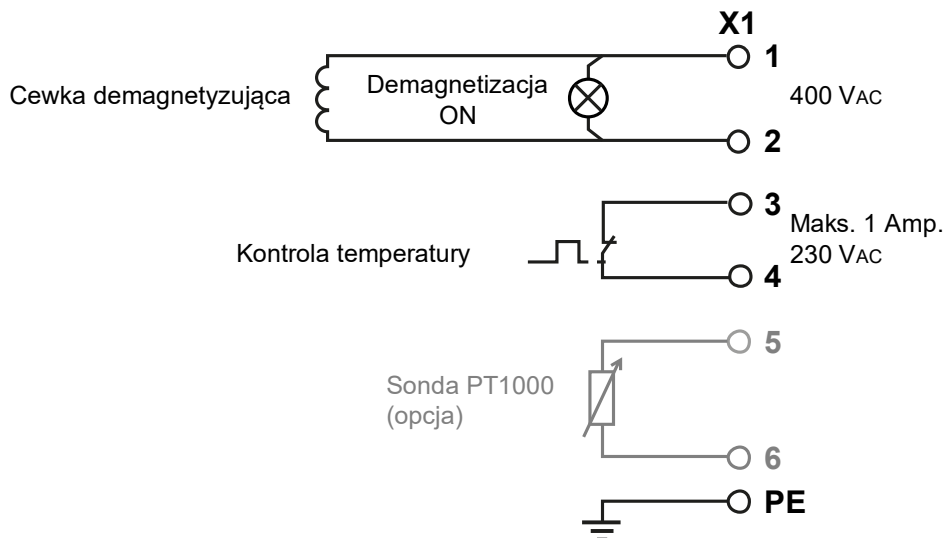 X1
1
Cewka demagnetyzująca
Demagnetizacja
ON
400 VAC
2
3
Maks. 1 Amp.
230 VAC
Kontrola temperatury
4
5
Sonda PT1000
(opcja)
6
PE